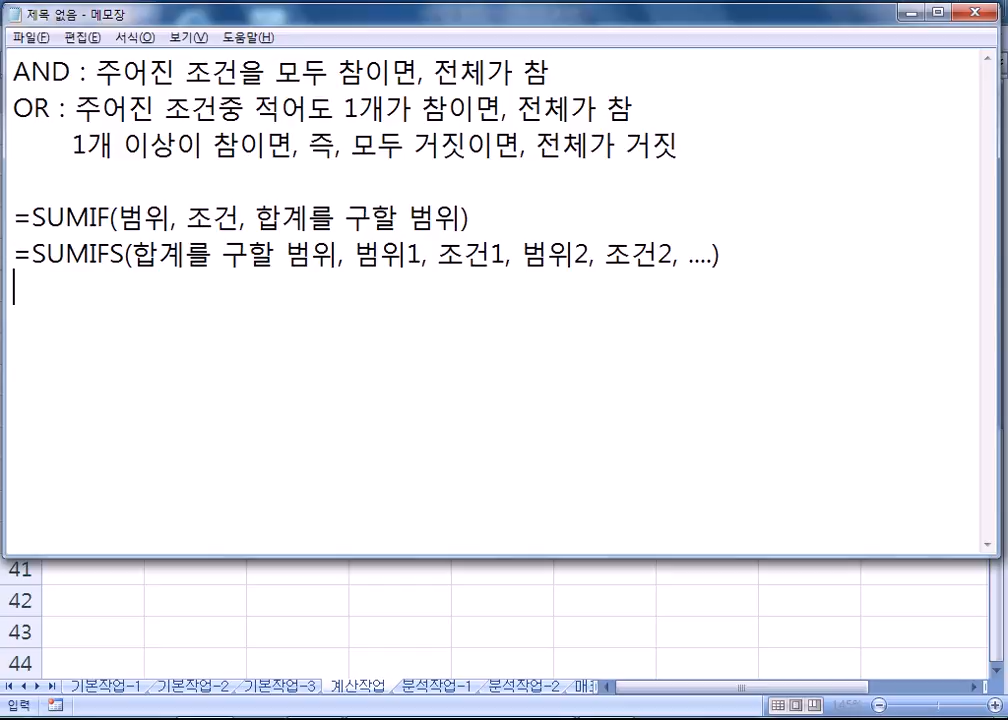 제목 없음 - 메모장
파일(F) 편집(E) 서식(O) 보기(V) 도움말(H)
AND : 주어진 조건을 모두 참이면, 전체가 참
OR : 주어진 조건중 적어도 1개가 참이면, 전체가 참
1개 이상이 참이면, 즉, 모두 거짓이면, 전체가 거짓
=SUMIF(범위, 조건, 합계를 구할 범위)
=SUMIFS(합계를 구할 범위, 범위1, 조건1, 범위2, 조건2, ....)
41
42
43
44
기본작업-1 기본작업-2 기본작업-3 계산작업 분석작업-1 분석작업-2 매
입력 145%